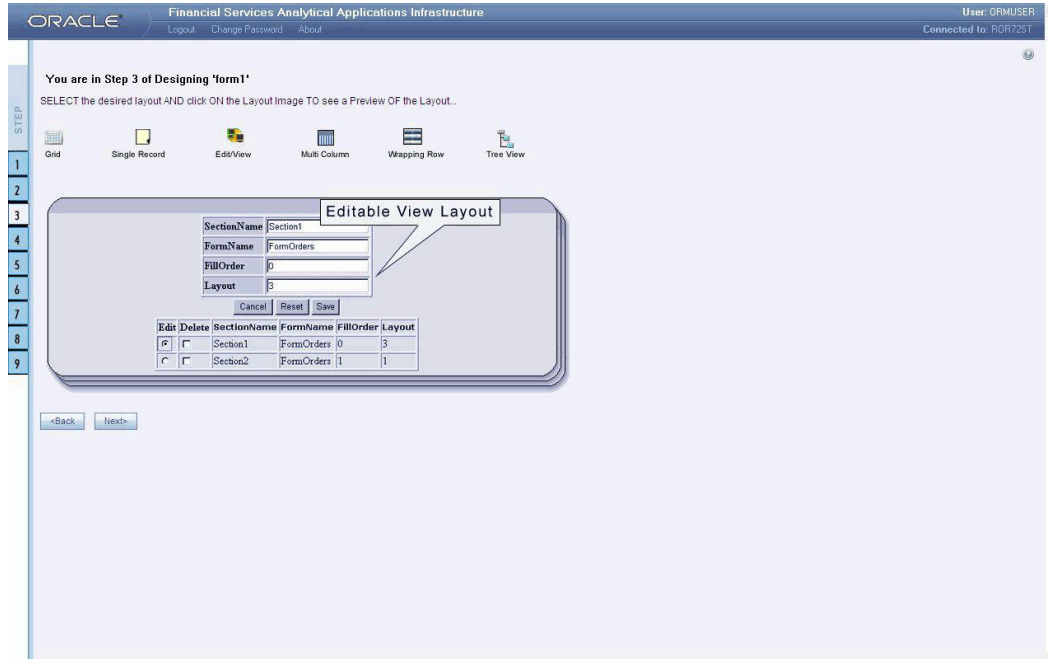 ORACLE
Financial Services Analytical Applications Infrastructure
User: ORMUSER
Logout Change Password About
Connected to: ROR72ST
You are in Step 3 of Designing 'form1'
SELECT the desired layout AND click ON the Layout Image TO see a Preview OF the Layout...
STEP
Grid Single Record Edit/View Multi Column Wrapping Row Tree View
1
2
3
4
5
6
7
8
9
Editable View Layout
SectionName Section1
FormName FormOrders
FillOrder 0
Layout 3
Cancel Reset Save
Edit Delete SectionName FormName FillOrder Layout
Section1 FormOrders 0 3
Section2 FormOrders 1 1
<Back Next>